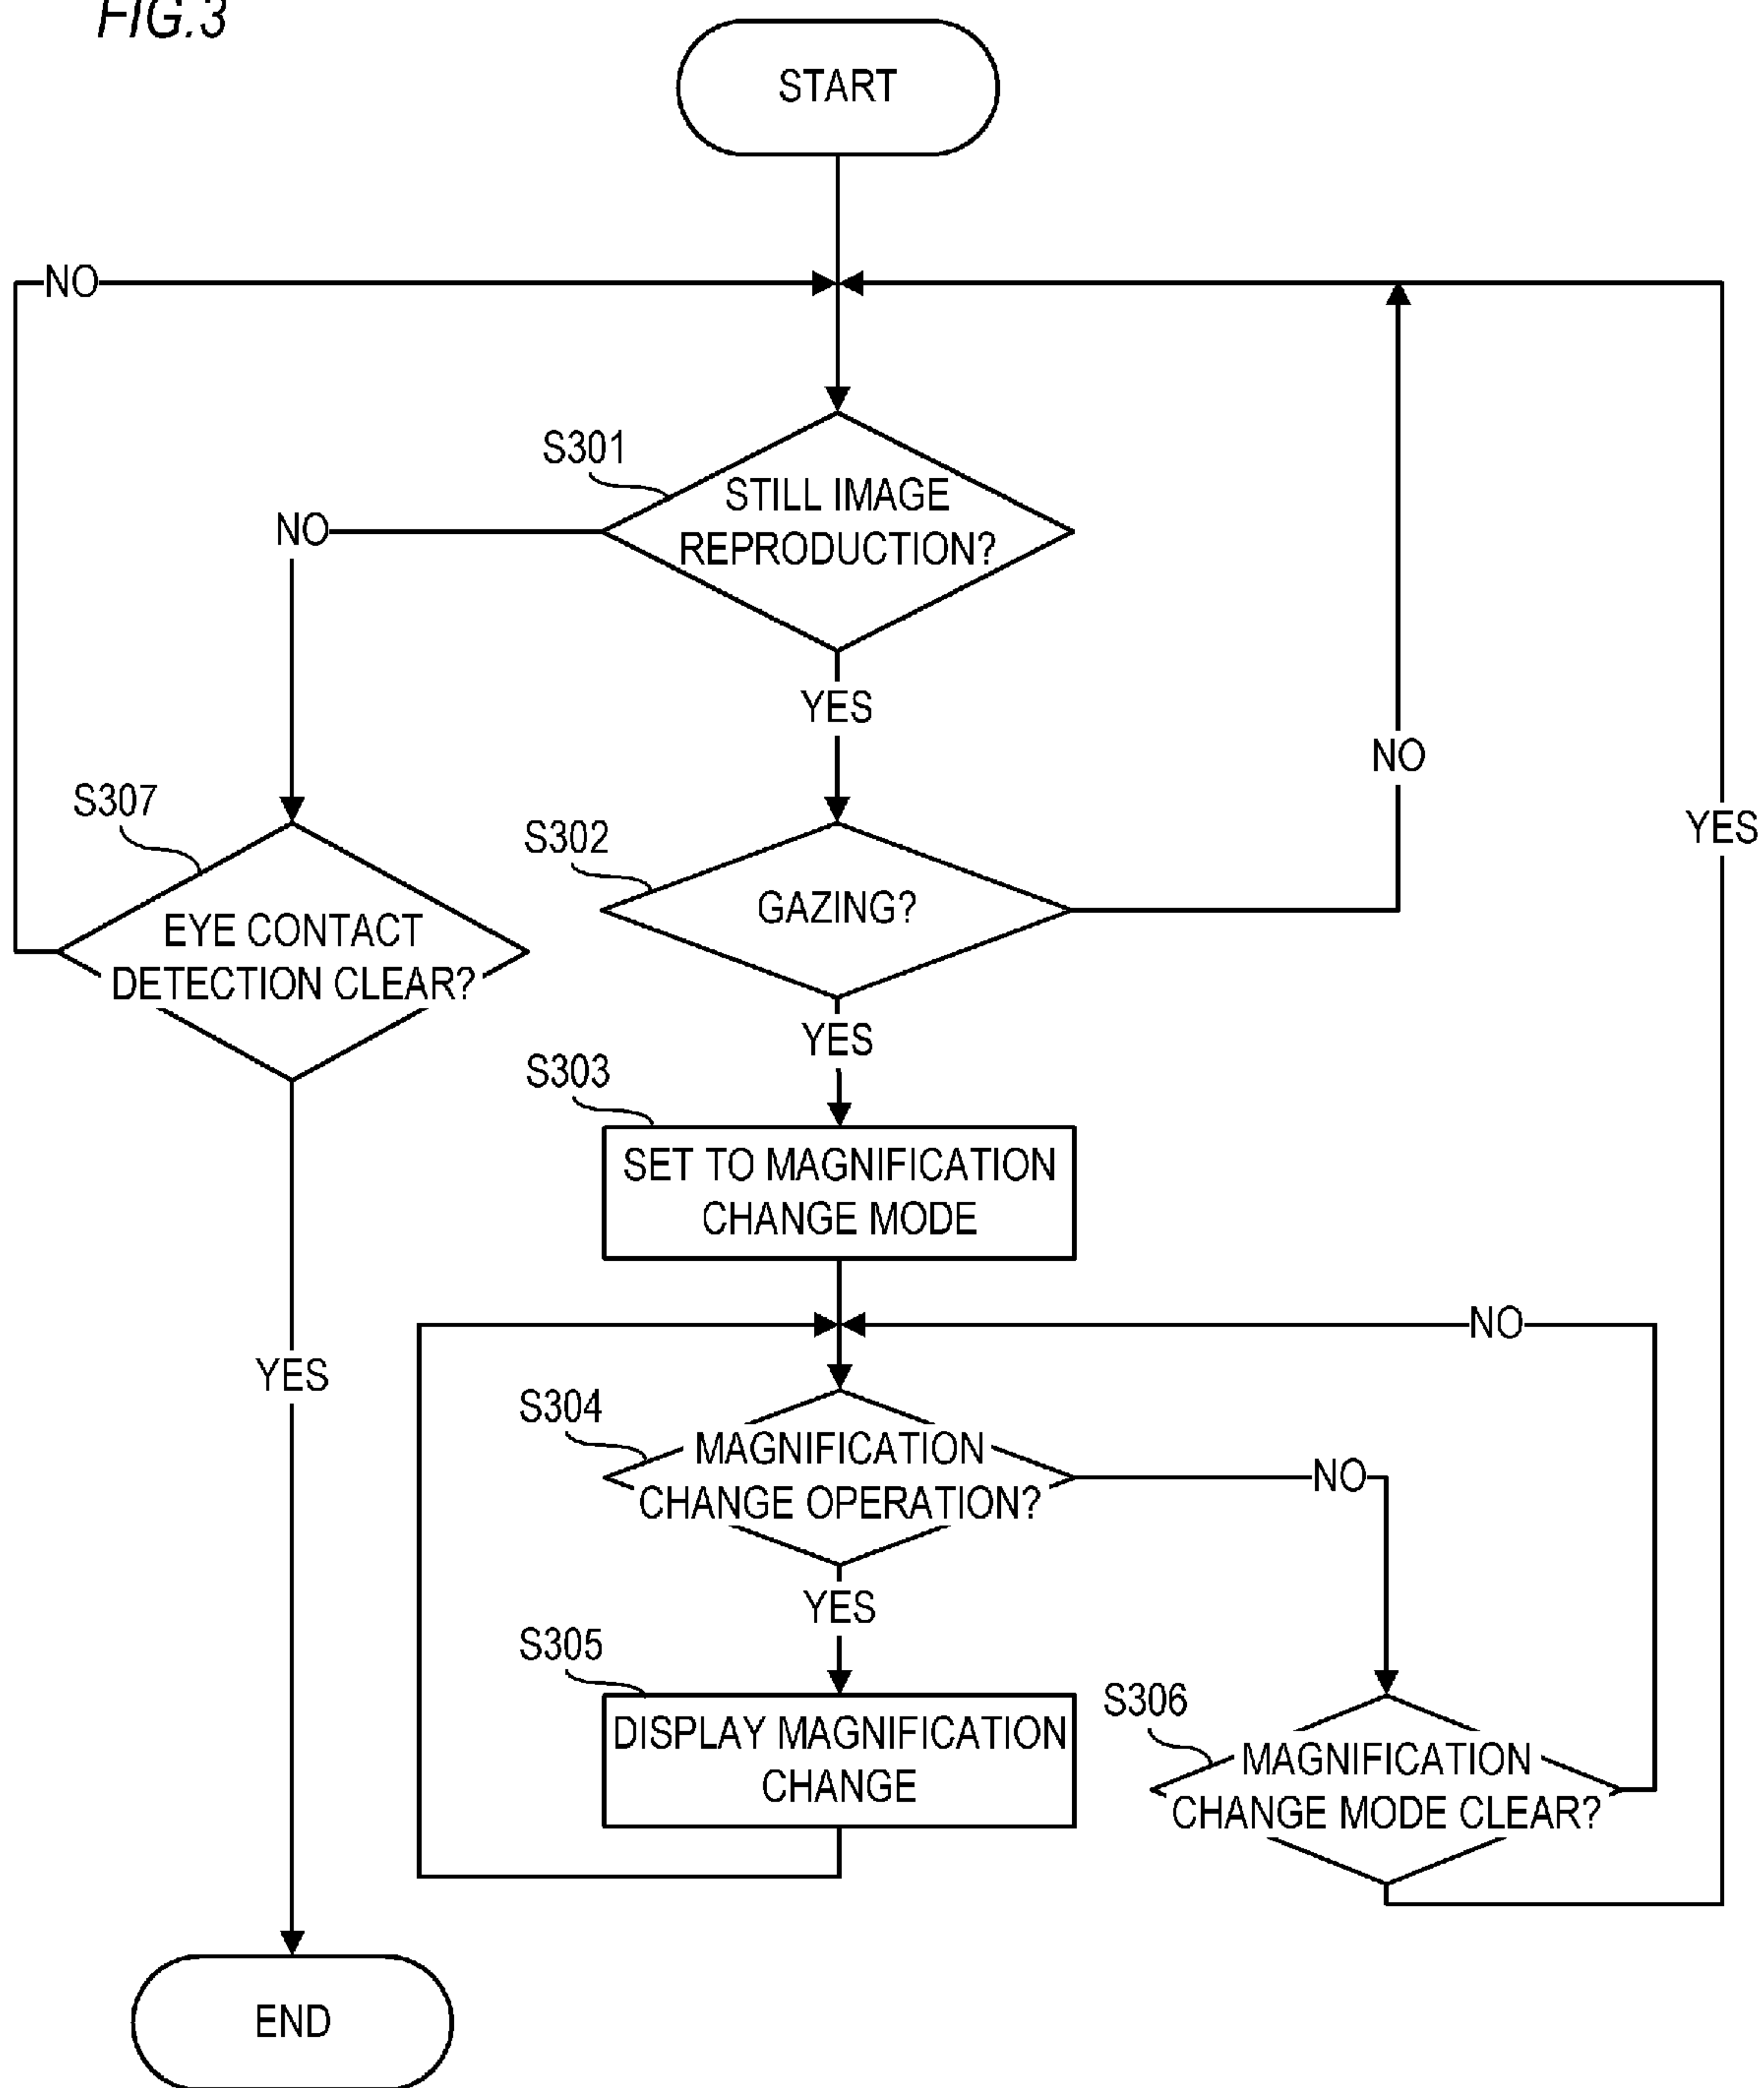 FIG.3
START
NO
S301
STILL IMAGE
REPRODUCTION?
NO
YES
NO
S307
S302
YES
EYE CONTACT
DETECTION CLEAR?
GAZING?
YES
S303
SET TO MAGNIFICATION
CHANGE MODE
NO
YES
S304
MAGNIFICATION
CHANGE OPERATION?
NO
YES
S305
S306
DISPLAY MAGNIFICATION
CHANGE
MAGNIFICATION
CHANGE MODE CLEAR?
END